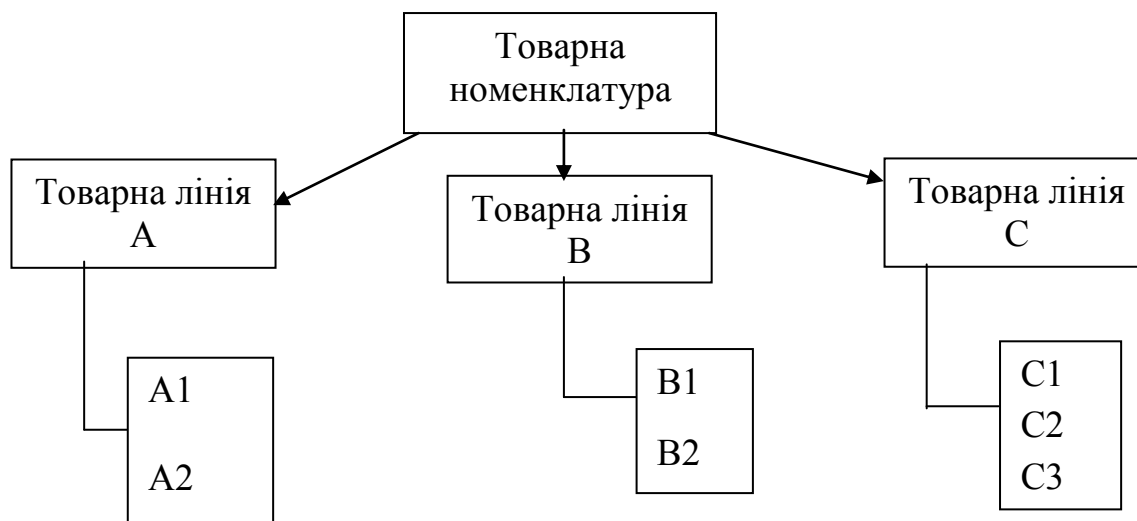 Товарна
номенклатура
Товарна лінія
А
Товарна лінія
В
Товарна лінія
С
А1
А2
В1
В2
С1
С2
С3